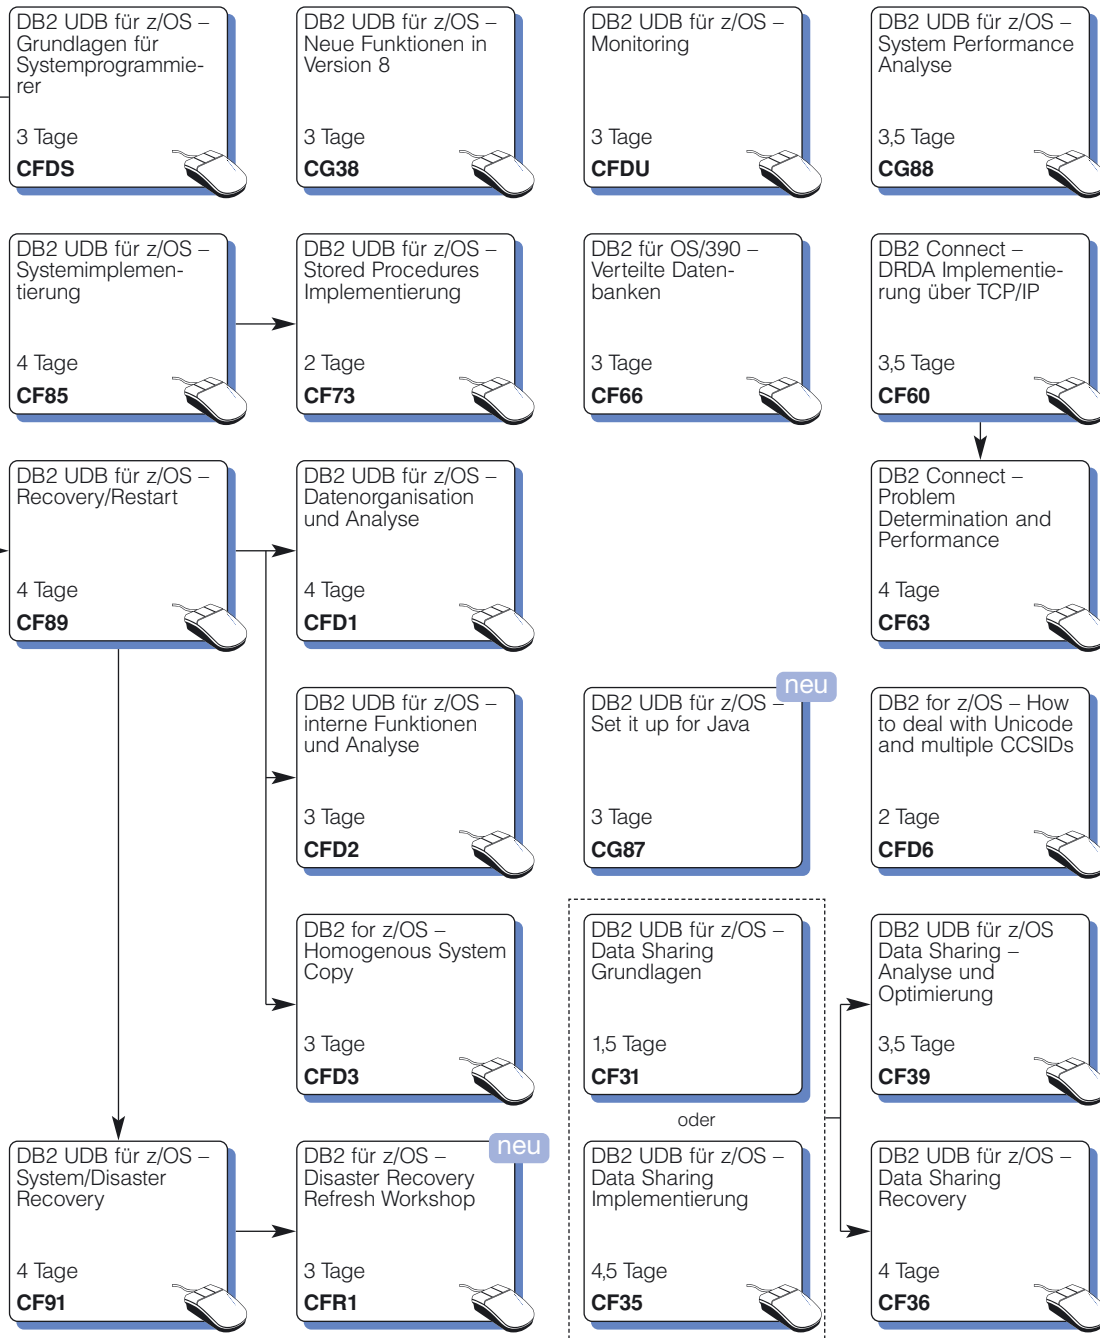 DB2 UDB für z/OS –
Grundlagen für
Systemprogrammie-
rer
3 Tage
CFDS
DB2 UDB für z/OS –
Neue Funktionen in
Version 8
3 Tage
CG38
DB2 UDB für z/OS –
Monitoring
3 Tage
CFDU
DB2 UDB für z/OS –
System Performance
Analyse
3,5 Tage
CG88
DB2 UDB für z/OS –
Systemimplemen-
tierung
4 Tage
CF85
DB2 UDB für z/OS –
Stored Procedures
Implementierung
2 Tage
CF73
DB2 für OS/390 –
Verteilte Daten-
banken
3 Tage
CF66
DB2 Connect –
DRDA Implementie-
rung über TCP/IP
3,5 Tage
CF60
DB2 UDB für z/OS –
Recovery/Restart
4 Tage
CF89
DB2 UDB für z/OS –
Datenorganisation
und Analyse
4 Tage
CFD1
DB2 Connect –
Problem
Determination and
Performance
4 Tage
CF63
DB2 UDB für z/OS –
interne Funktionen
und Analyse
3 Tage
CFD2
neu
DB2 UDB für z/OS –
Set it up for Java
3 Tage
CG87
DB2 for z/OS – How
to deal with Unicode
and multiple CCSIDs
2 Tage
CFD6
DB2 for z/OS –
Homogenous System
Copy
3 Tage
CFD3
DB2 UDB für z/OS –
Data Sharing
Grundlagen
1,5 Tage
CF31
oder
DB2 UDB für z/OS
Data Sharing –
Analyse und
Optimierung
3,5 Tage
CF39
DB2 UDB für z/OS –
System/Disaster
Recovery
4 Tage
CF91
neu
DB2 für z/OS –
Disaster Recovery
Refresh Workshop
3 Tage
CFR1
DB2 UDB für z/OS –
Data Sharing
Implementierung
4,5 Tage
CF35
DB2 UDB für z/OS –
Data Sharing
Recovery
4 Tage
CF36